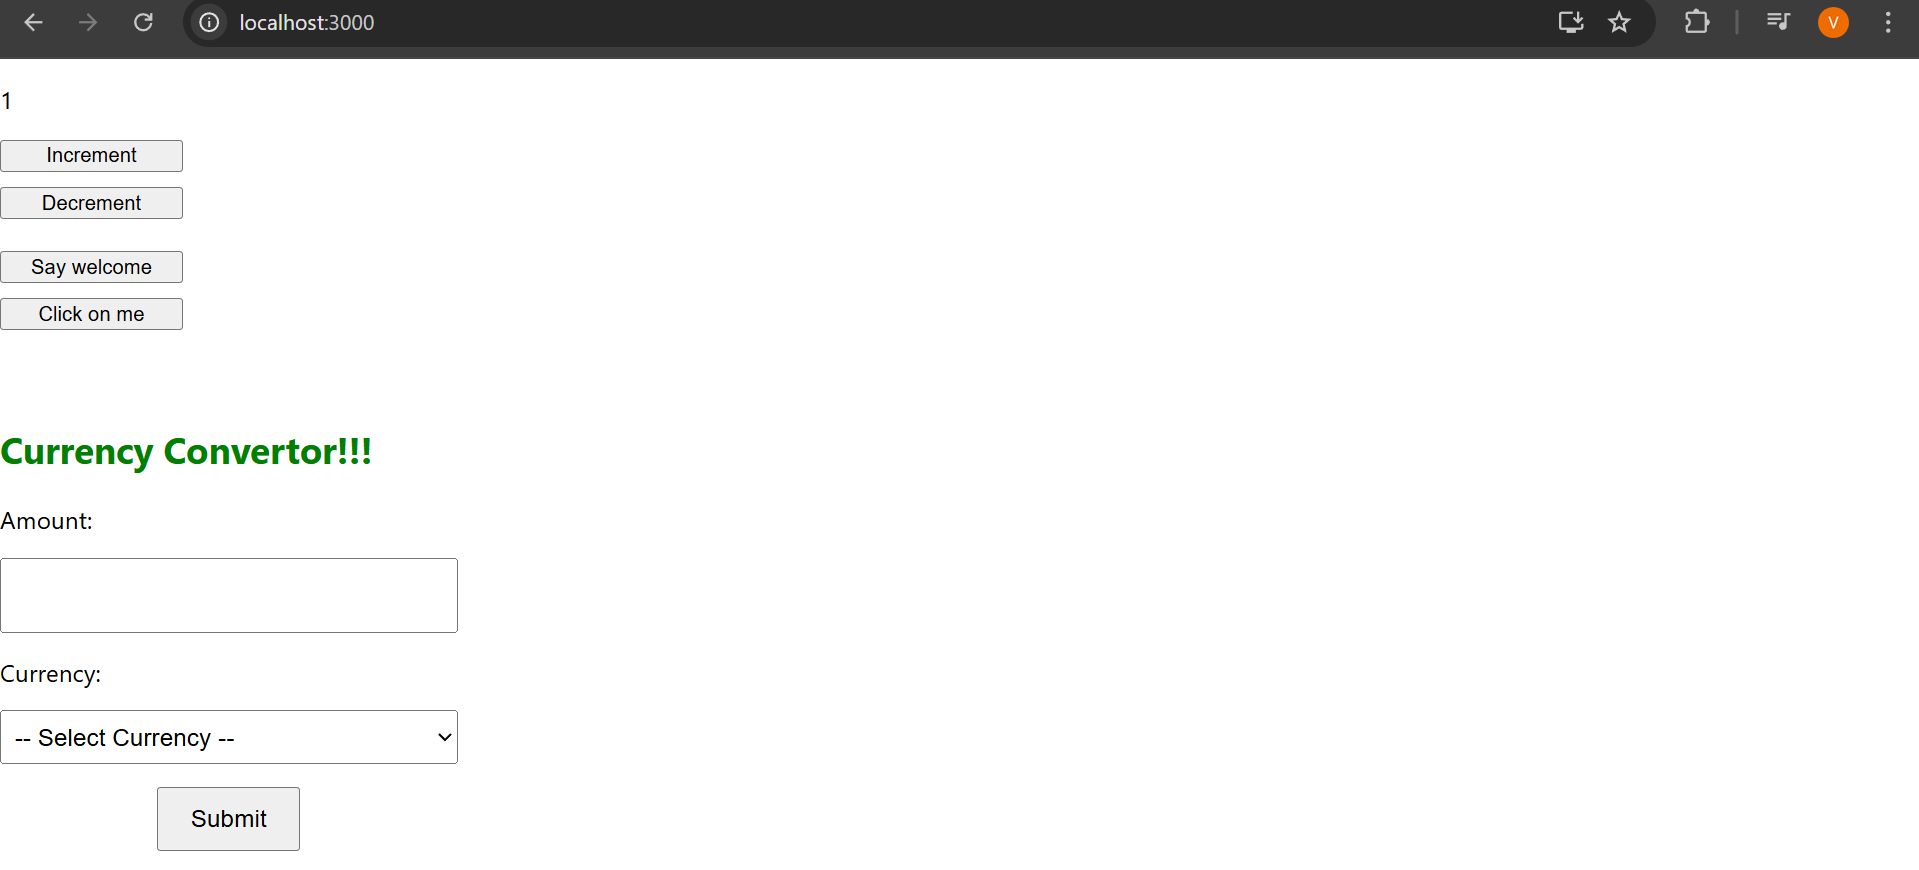 localhost:3000
V
1
Increment
Decrement
Say welcome
Click on me
Currency Convertor!!!
Amount:
Currency:
-- Select Currency --
Submit